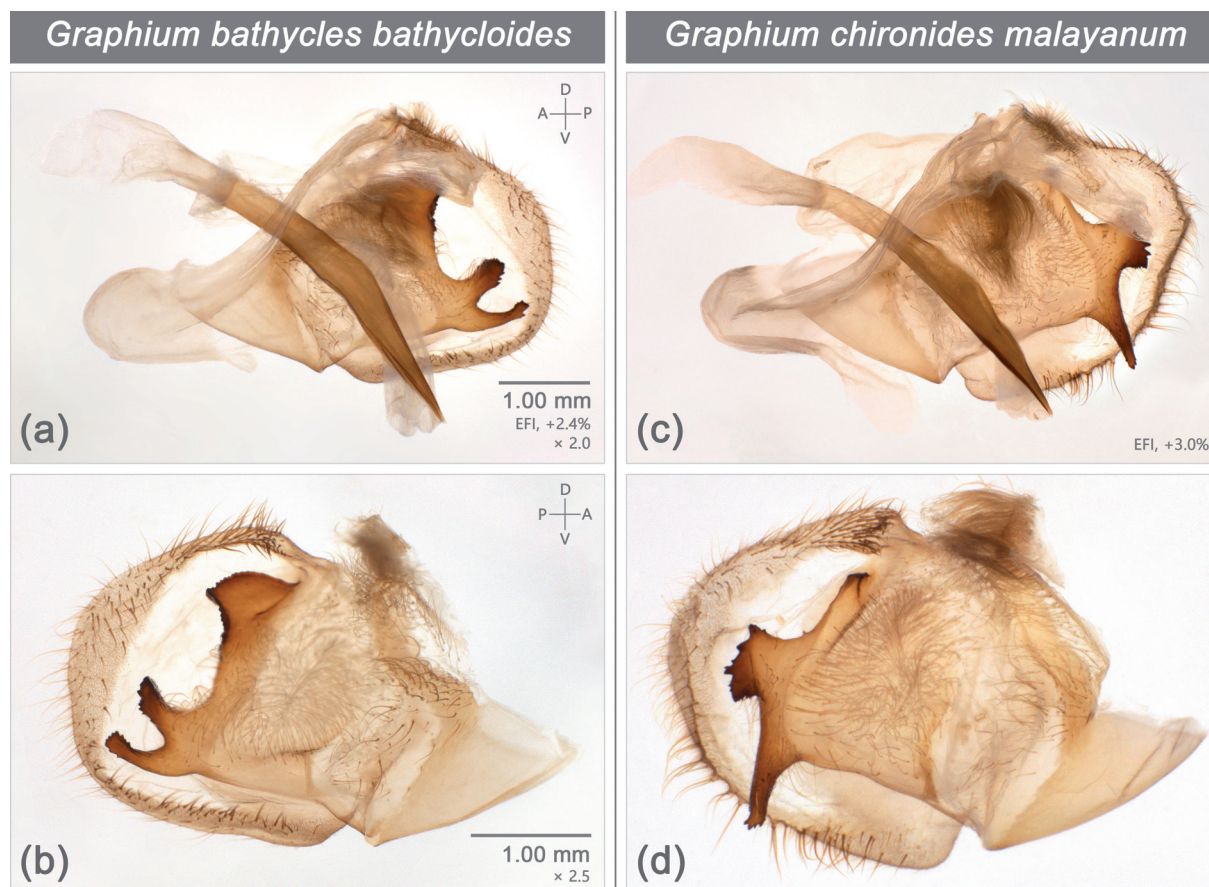 Graphium bathycles bathycloides
Graphium chironides malayanum
D
A P
V
1.00 mm
EFI, +2.4%
× 2.0
(a)
EFI, +3.0%
(c)
D
P A
V
1.00 mm
× 2.5
(b)
(d)